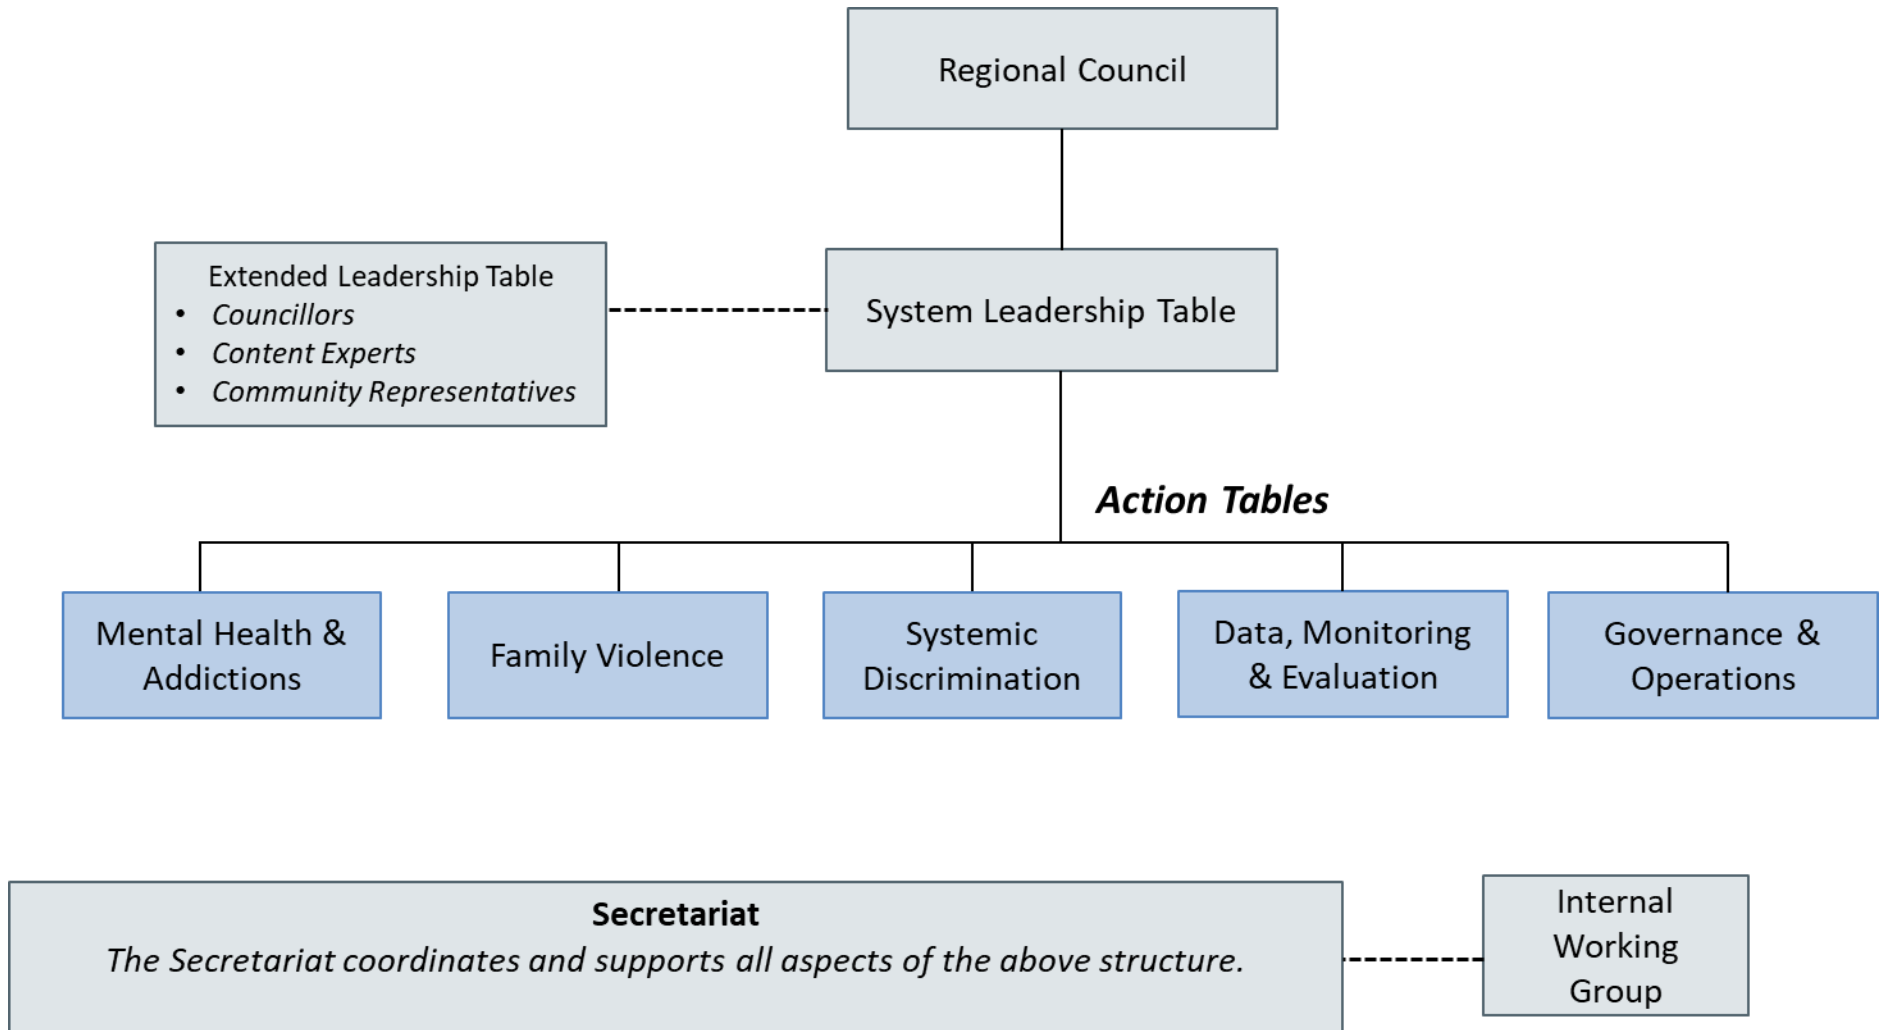 Regional Council
Extended Leadership Table
• Councillors
• Content Experts
• Community Representatives
System Leadership Table
Action Tables
Mental Health &
Addictions
Family Violence
Systemic
Discrimination
Data, Monitoring
& Evaluation
Governance &
Operations
Secretariat
The Secretariat coordinates and supports all aspects of the above structure.
Internal
Working
Group